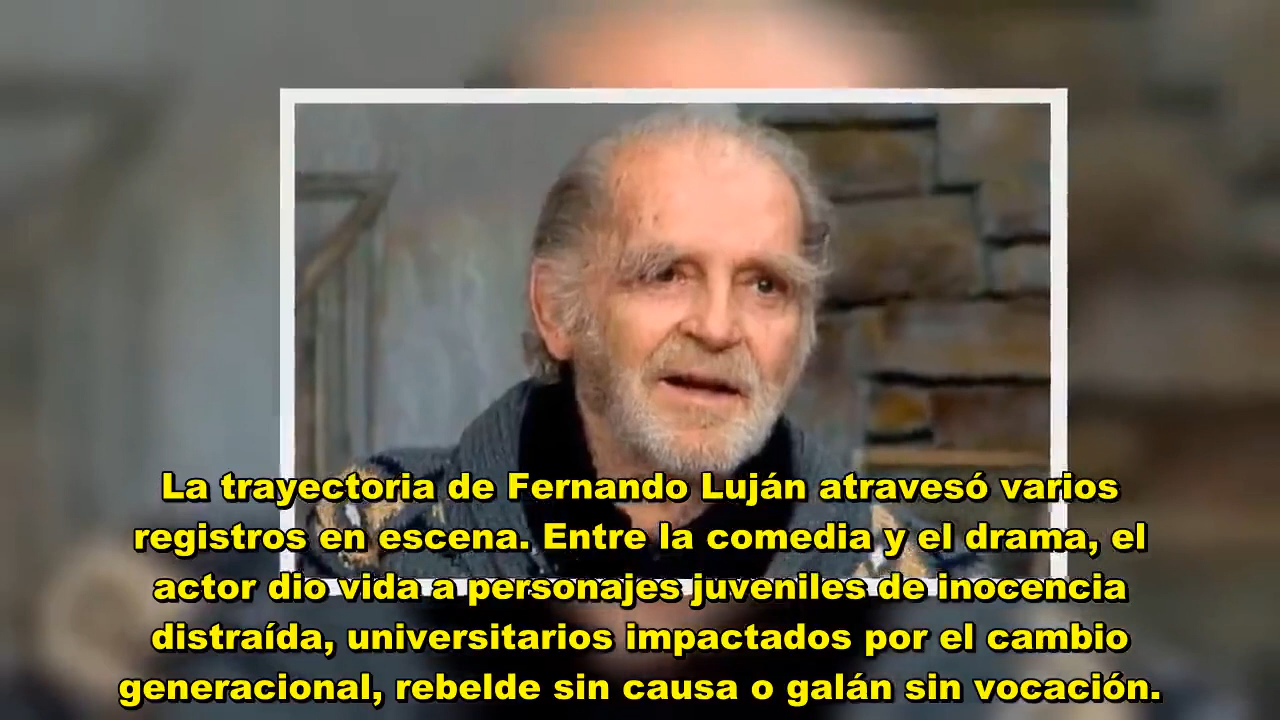 La trayectoria de Fernando Luján atravesó varios
registros en escena. Entre la comedia y el drama, el
actor dio vida a personajes juveniles de inocencia
distraída, universitarios impactados por el cambio
generacional, rebelde sin causa o galán sin vocación.